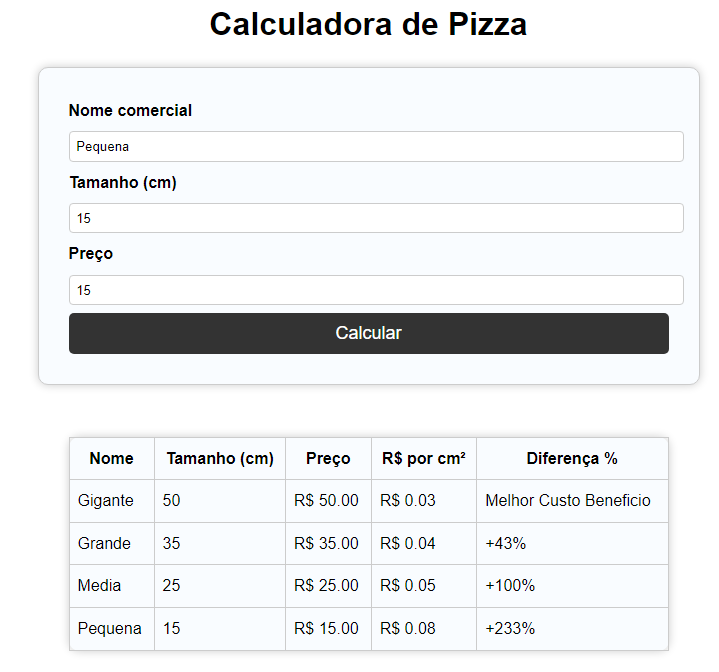 Calculadora de Pizza
Nome comercial
Pequena
Tamanho (cm)
15
Preço
15
Calcular
Nome Tamanho (cm) Preço R$ por cm² Diferença %
Gigante 50 R$ 50.00 R$ 0.03 Melhor Custo Beneficio
Grande 35 R$ 35.00 R$ 0.04 +43%
Media 25 R$ 25.00 R$ 0.05 +100%
Pequena 15 R$ 15.00 R$ 0.08 +233%